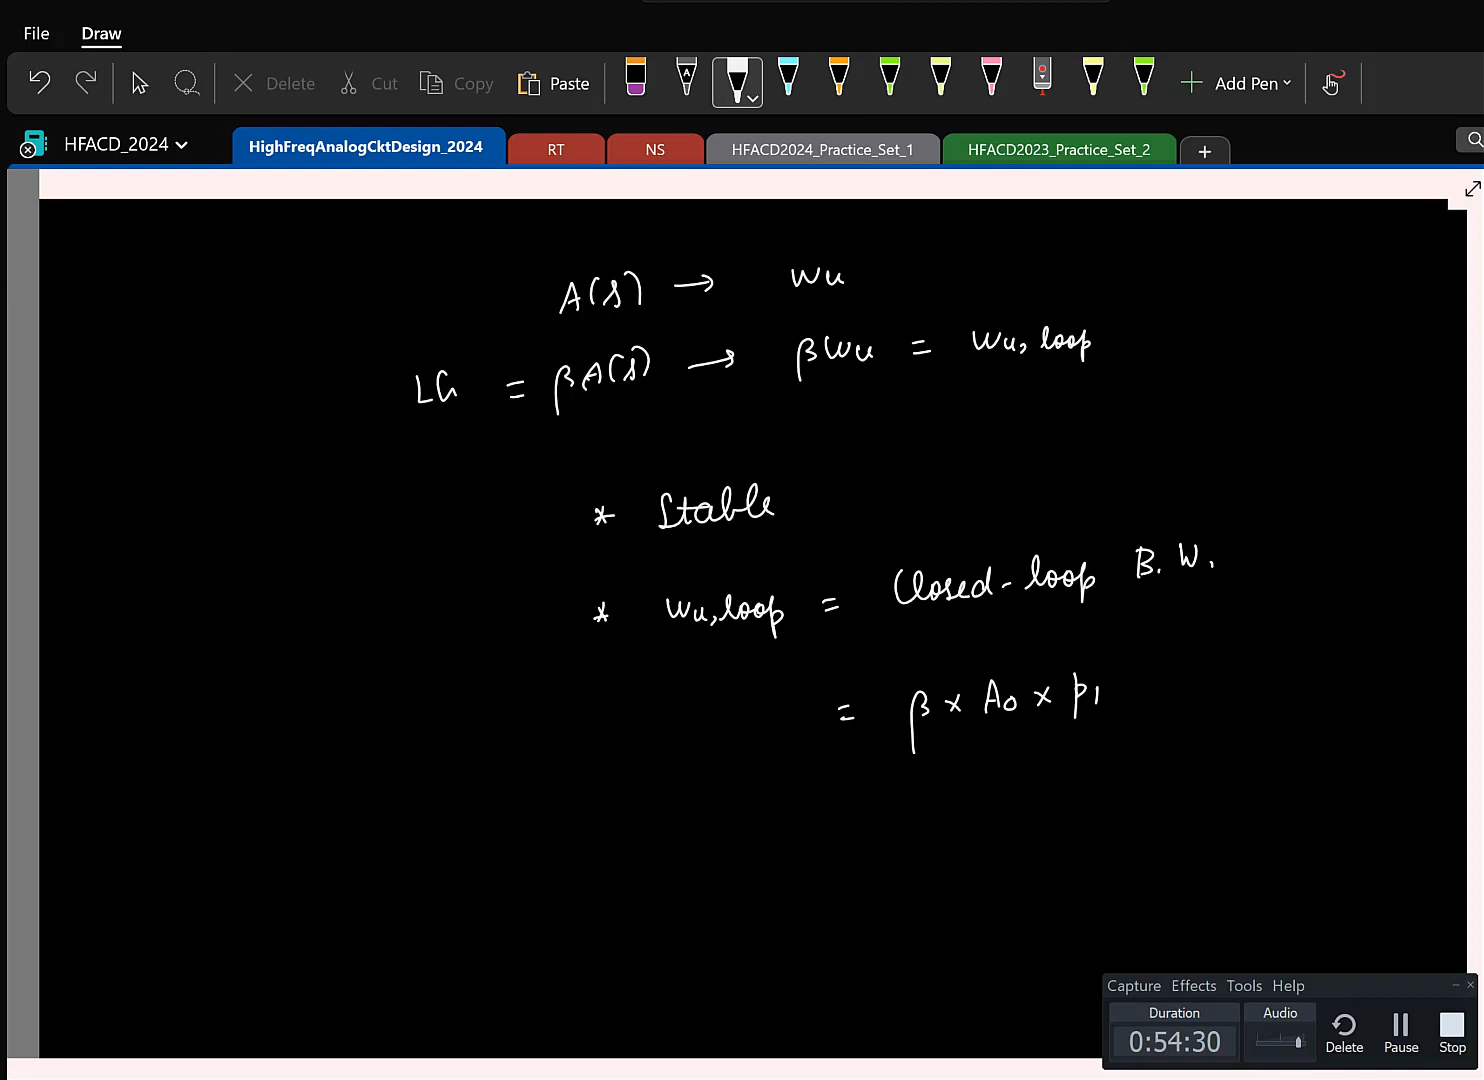 File Draw
Delete Cut Copy Paste A Add Pen
HFACD_2024 HighFreqAnalogCktDesign_2024 RT NS HFACD2024_Practice_Set_1 HFACD2023_Practice_Set_2 +
A(s) → wu
LG = βA(s) → βwu = wu, loop
* Stable
* wu,loop = Closed-loop B.W.
= β × A0 × p1
Capture Effects Tools Help
Duration Audio
0:54:30 Delete Pause Stop